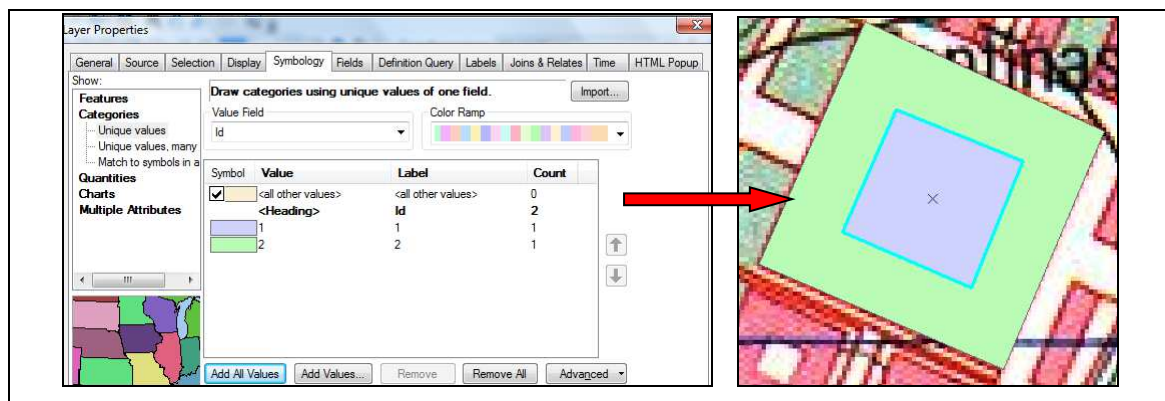 Layer Properties
General Source Selection Display Symbology Fields Definition Query Labels Joins & Relates Time HTML Popup
Show:
Features
Categories
Unique values
Unique values, many
Match to symbols in a
Quantities
Charts
Multiple Attributes
Draw categories using unique values of one field.
Import...
Value Field
Color Ramp
Id
Symbol Value Label Count
<all other values> <all other values> 0
<Heading> Id 2
1 1 1
2 2 1
Add All Values Add Values... Remove Remove All Advanced